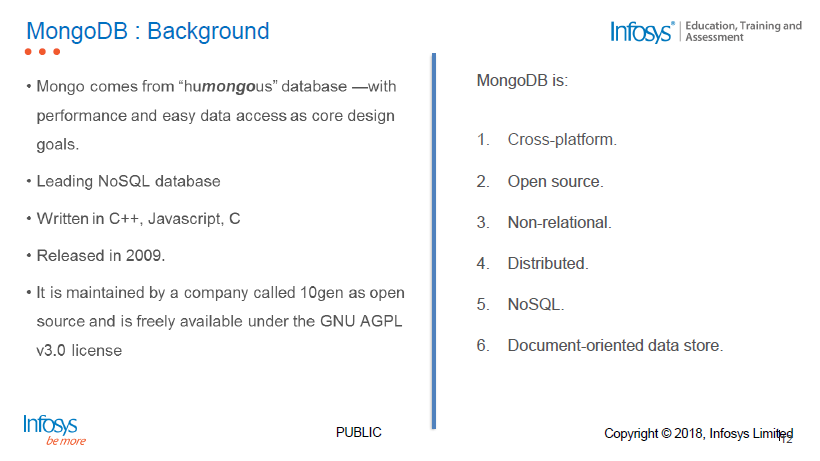 MongoDB : Background
Infosys® | Education, Training and
Assessment
• Mongo comes from “humongous” database —with
performance and easy data access as core design
goals.
• Leading NoSQL database
• Written in C++, Javascript, C
• Released in 2009.
• It is maintained by a company called 10gen as open
source and is freely available under the GNU AGPL
v3.0 license
MongoDB is:
1. Cross-platform.
2. Open source.
3. Non-relational.
4. Distributed.
5. NoSQL.
6. Document-oriented data store.
Infosys
be more
PUBLIC
Copyright © 2018, Infosys Limited
12